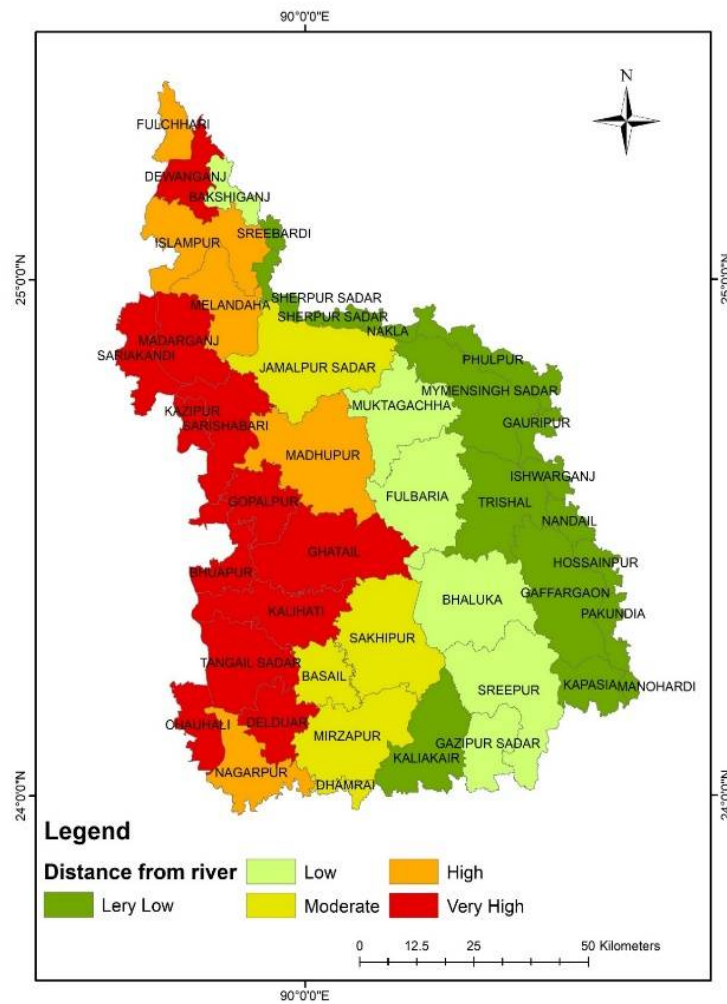 90°0'0"E
N
FULCHHARI
DEWANGANJ
BAKSHIGANJ
SREEBARDI
ISLAMPUR
25°0'0"N
25°0'0"N
SHERPUR SADAR
MELANDAHA
SHERPUR SADAR
NAKLA
MADARGANJ
SARIAKANDI
PHULPUR
JAMALPUR SADAR
MYMENSINGH SADAR
MUKTAGACHHA
KAZIPUR
SARISHABARI
GAURIPUR
MADHUPUR
ISHWARGANJ
FULBARIA
TRISHAL
GOPALPUR
NANDAIL
GHATAIL
HOSSAINPUR
BHUAPUR
BHALUKA
GAFFARGAON
KALIHATI
PAKUNDIA
SAKHIPUR
TANGAIL SADAR
BASAIL
SREEPUR
KAPASIA
MANOHARDI
CHAUHALI
DELDUAR
MIRZAPUR
GAZIPUR SADAR
KALIAKAIR
NAGARPUR
DHAMRAI
24°0'0"N
24°0'0"N
Legend
Distance from river
Low
High
Lery Low
Moderate
Very High
0 12.5 25 50 Kilometers
90°0'0"E